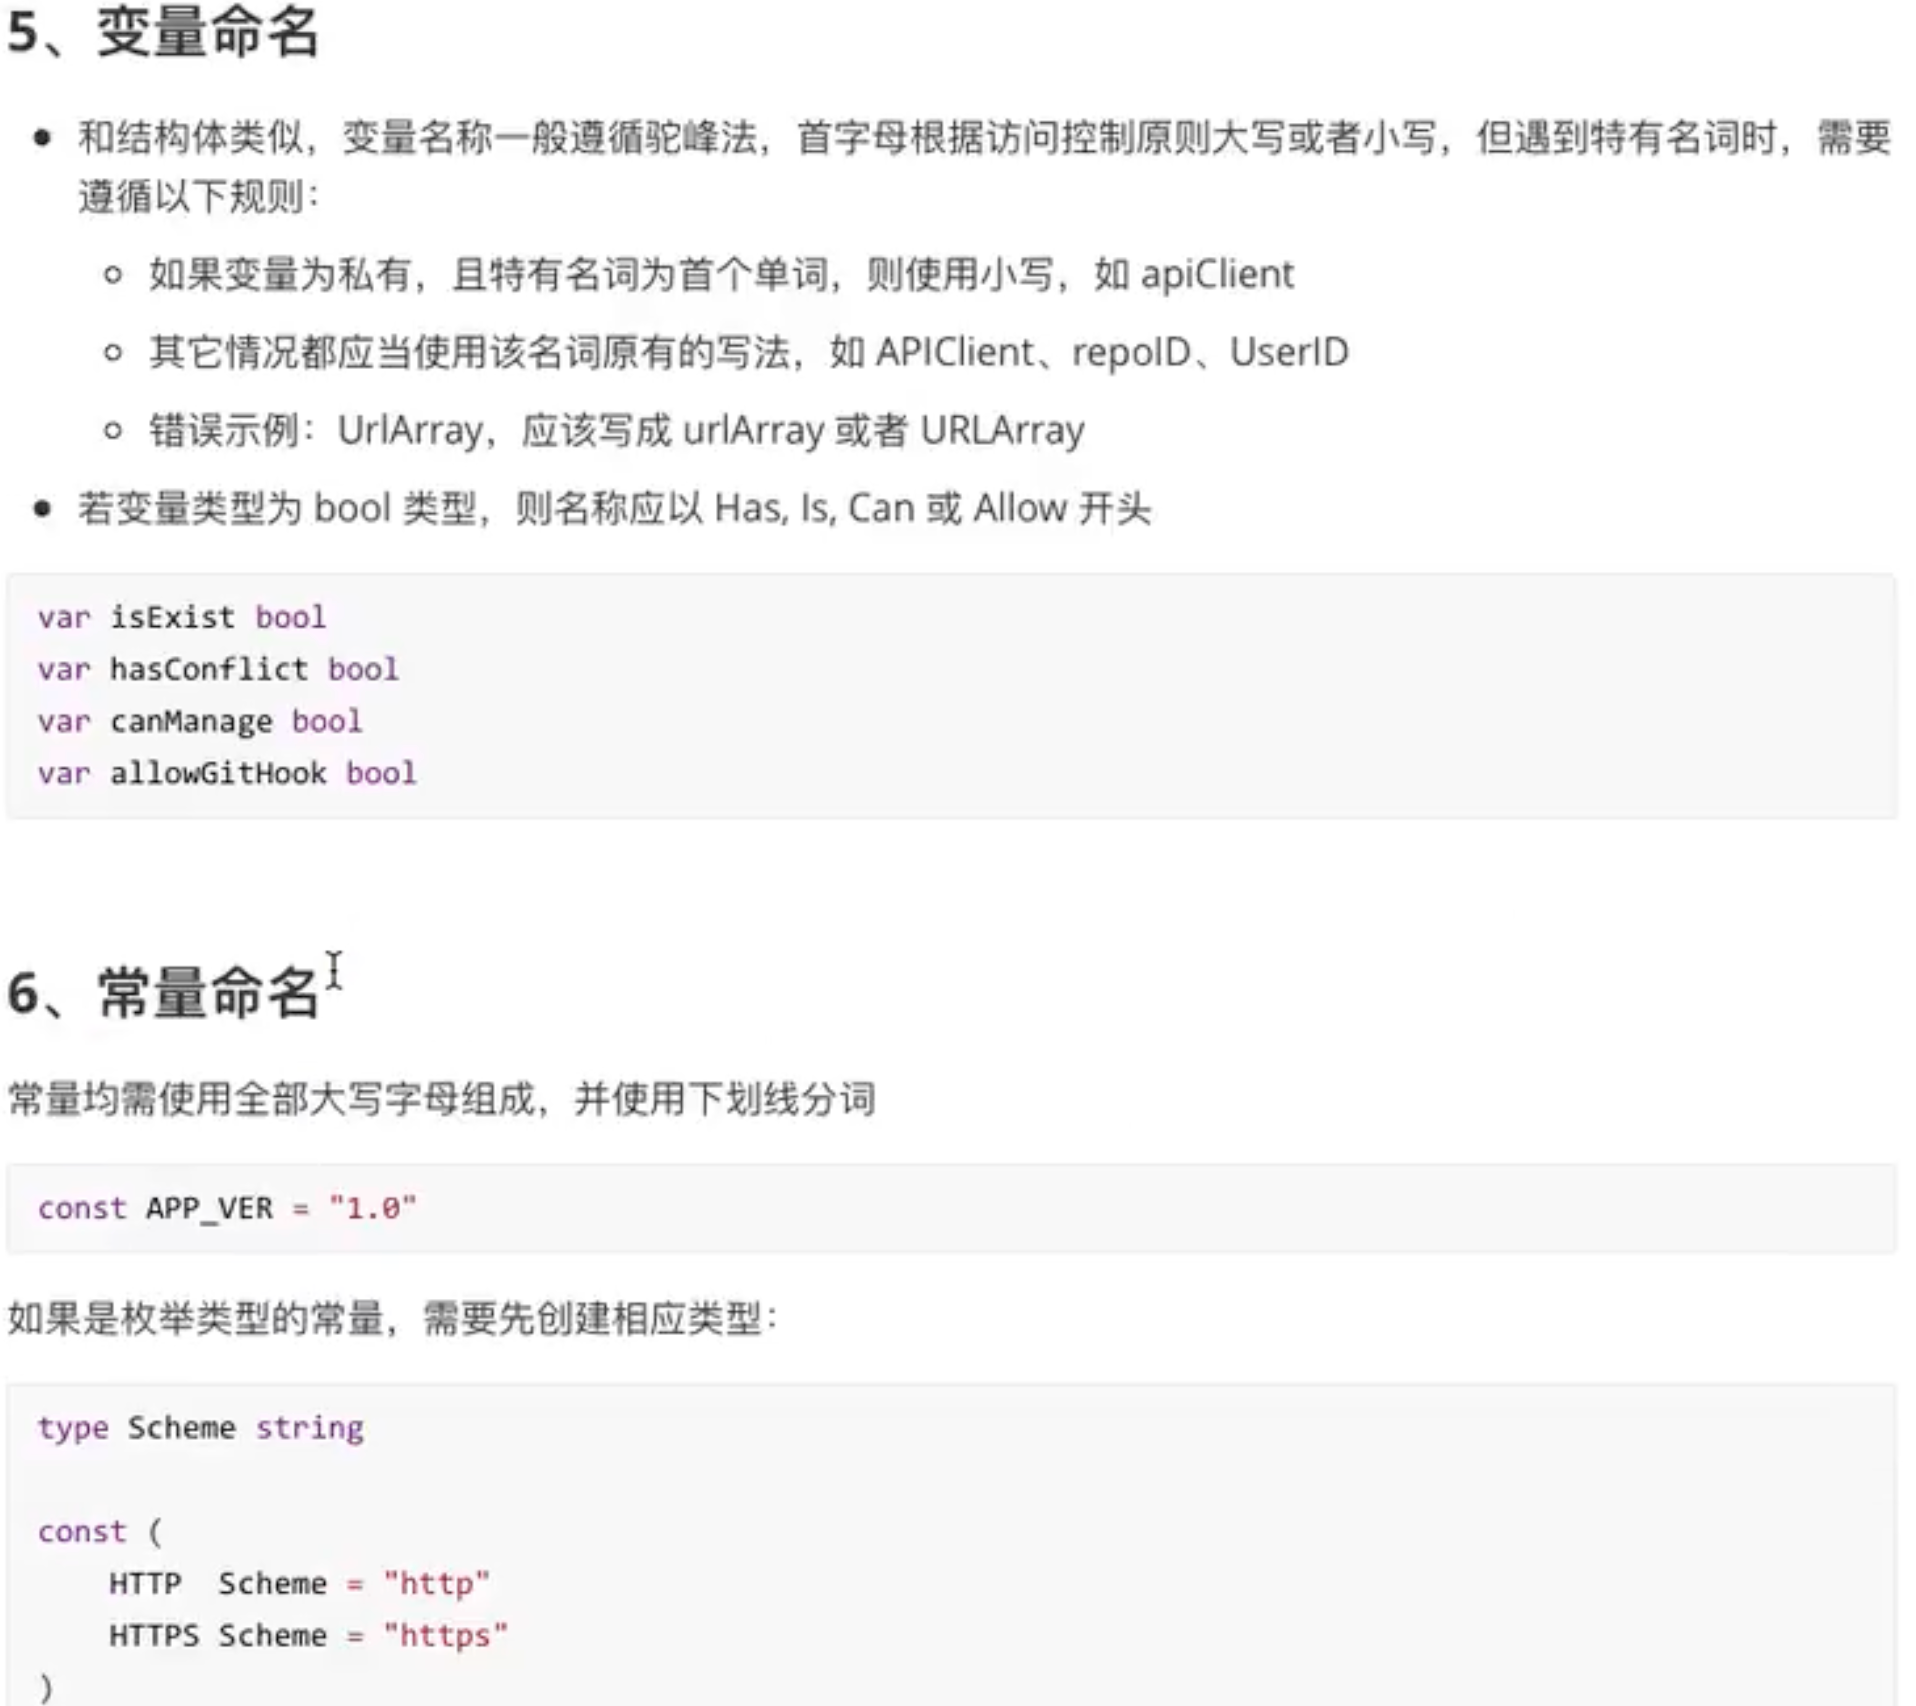 5、变量命名
和结构体类似，变量名称一般遵循驼峰法，首字母根据访问控制原则大写或者小写，但遇到特有名词时，需要
遵循以下规则：
如果变量为私有，且特有名词为首个单词，则使用小写，如 apiClient
其它情况都应当使用该名词原有的写法，如 APIClient、repoID、UserID
错误示例：UrlArray，应该写成 urlArray 或者 URLArray
若变量类型为 bool 类型，则名称应以 Has, Is, Can 或 Allow 开头
var isExist bool
var hasConflict bool
var canManage bool
var allowGitHook bool
6、常量命名
常量均需使用全部大写字母组成，并使用下划线分词
const APP_VER = "1.0"
如果是枚举类型的常量，需要先创建相应类型：
type Scheme string
const (
    HTTP  Scheme = "http"
    HTTPS Scheme = "https"
)